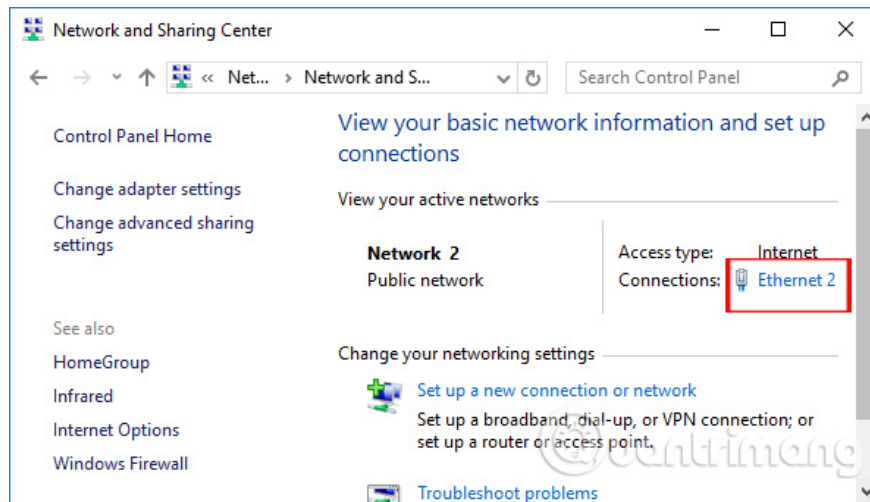 Network and Sharing Center
« Net... › Network and S...
Search Control Panel
Control Panel Home
Change adapter settings
Change advanced sharing
settings
See also
HomeGroup
Infrared
Internet Options
Windows Firewall
View your basic network information and set up
connections
View your active networks
Network 2
Public network
Access type: Internet
Connections: Ethernet 2
Change your networking settings
Set up a new connection or network
Set up a broadband, dial-up, or VPN connection; or
set up a router or access point.
Troubleshoot problems
Quantrimang